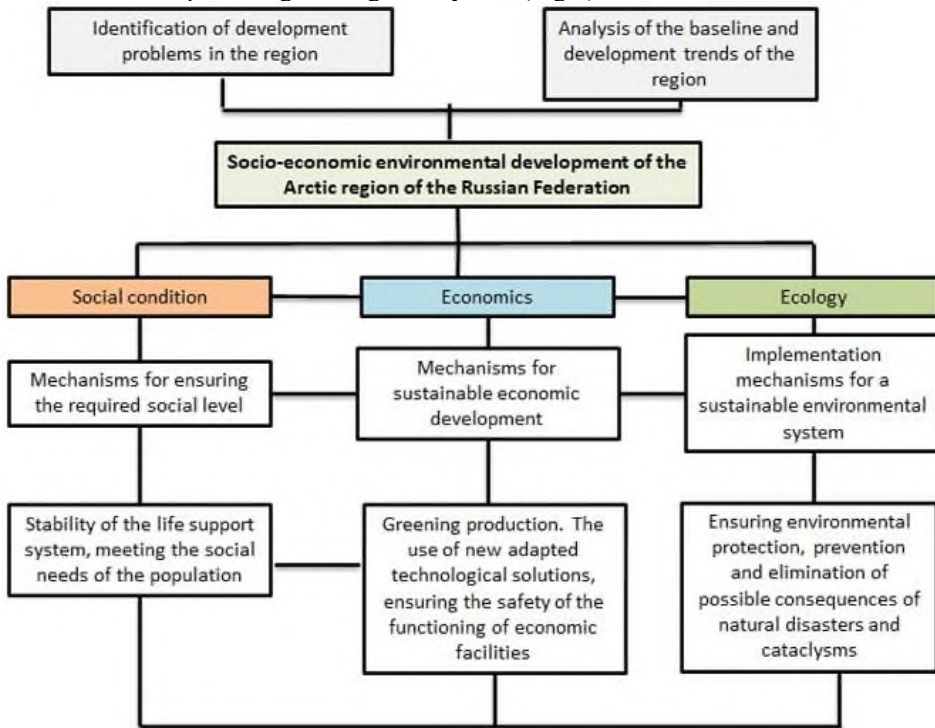 Identification of development
problems in the region
Analysis of the baseline and
development trends of the
region
Socio-economic environmental development of the
Arctic region of the Russian Federation
Social condition
Economics
Ecology
Mechanisms for ensuring
the required social level
Mechanisms for
sustainable economic
development
Implementation
mechanisms for a
sustainable environmental
system
Stability of the life support
system, meeting the social
needs of the population
Greening production. The
use of new adapted
technological solutions,
ensuring the safety of the
functioning of economic
facilities
Ensuring environmental
protection, prevention
and elimination of
possible consequences of
natural disasters and
cataclysms